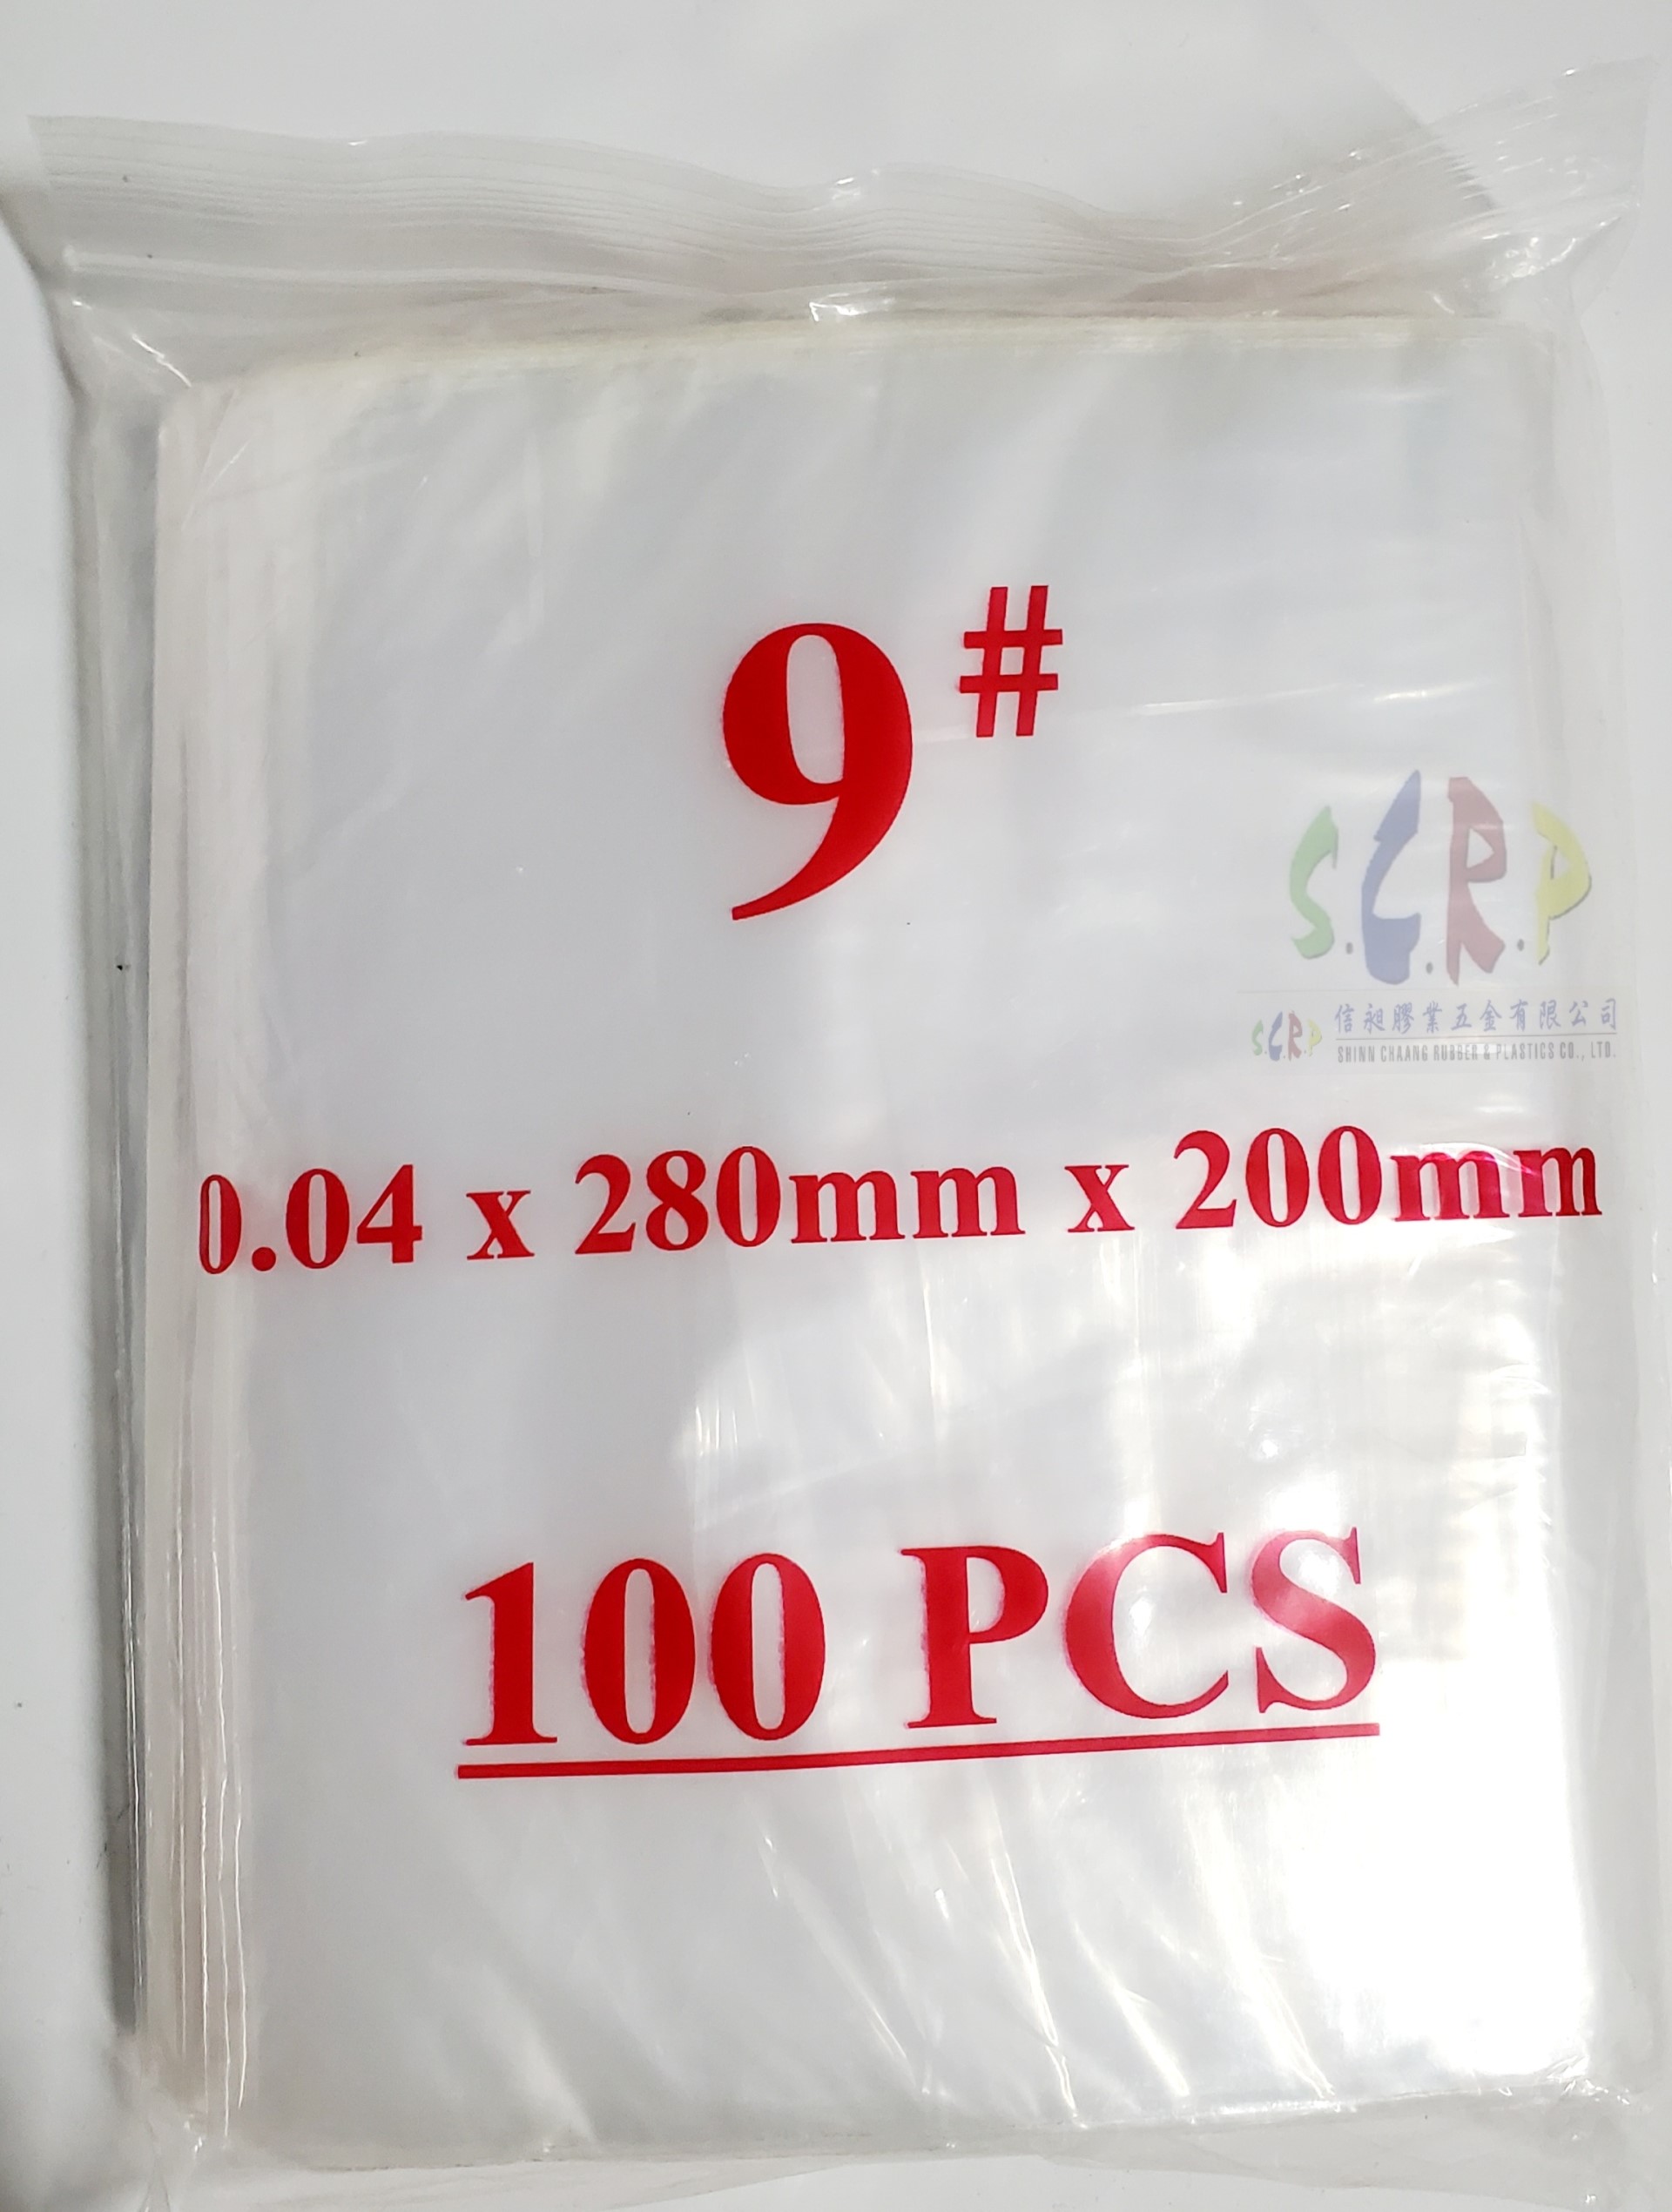 9#
S.C.R.P
S.C.R.P 信昶膠業五金有限公司
SHINN CHAANG RUBBER & PLASTICS CO., LTD.
0.04 x 280mm x 200mm
100 PCS